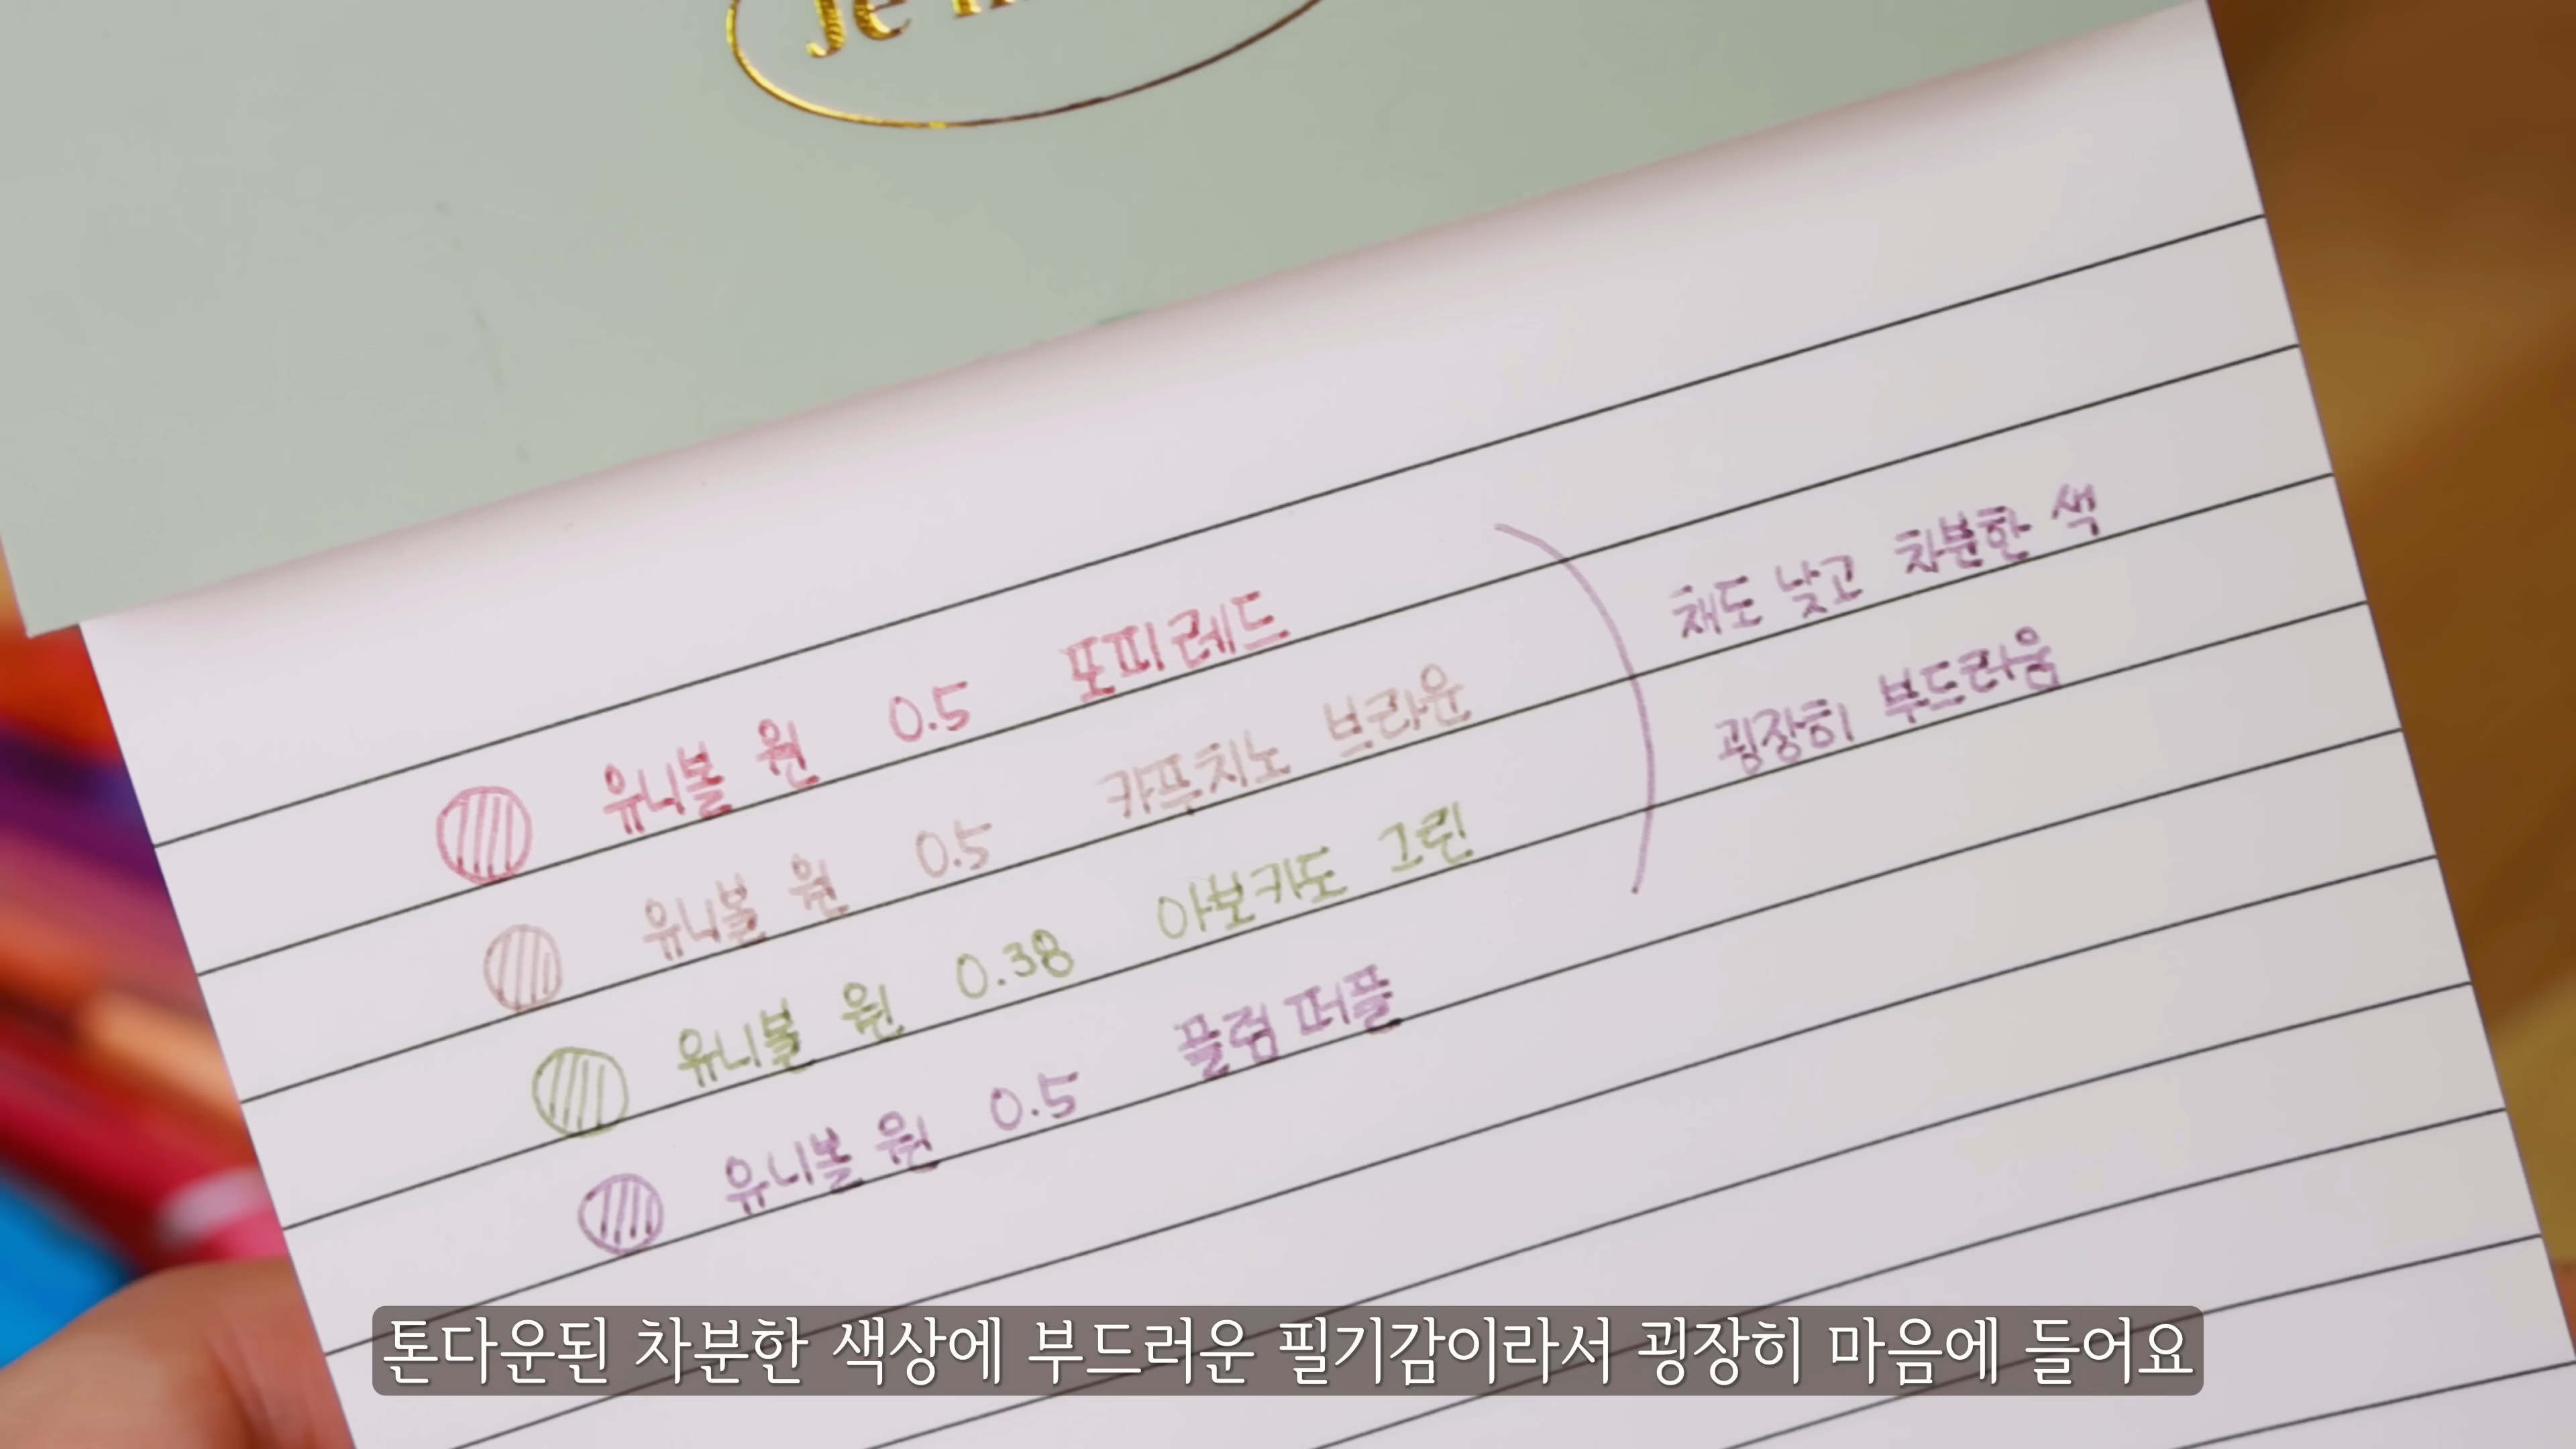 Je
유니볼 원 0.5 포피레드
유니볼 원 0.5 카푸치노 브라운
유니볼 원 0.38 아보카도 그린
유니볼 원 0.5 플럼퍼플
채도 낮고 차분한 색
굉장히 부드러움
톤다운된 차분한 색상에 부드러운 필기감이라서 굉장히 마음에 들어요